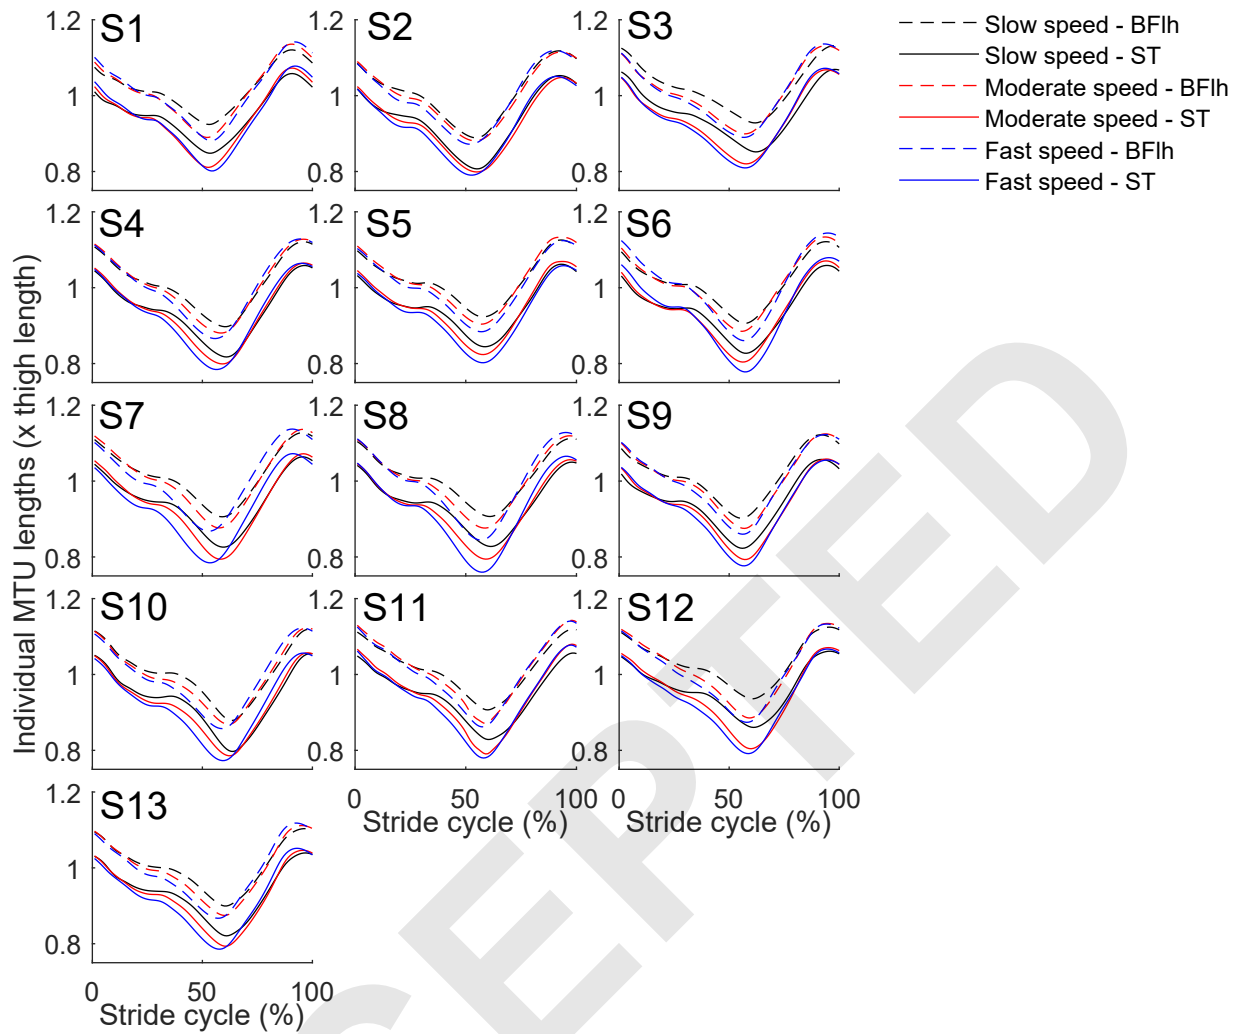 S1
S2
S3
1.2
1
0.8
1.2
1
0.8
1.2
1
0.8
Slow speed - BFlh
Slow speed - ST
Moderate speed - BFlh
Moderate speed - ST
Fast speed - BFlh
Fast speed - ST
S4
S5
S6
1.2
1
0.8
1.2
1
0.8
1.2
1
0.8
Individual MTU lengths (x thigh length)
S7
S8
S9
1.2
1
0.8
1.2
1
0.8
1.2
1
0.8
S10
S11
S12
1.2
1
0.8
1.2
1
0.8
1.2
1
0.8
0 50 100
Stride cycle (%)
0 50 100
Stride cycle (%)
S13
1.2
1
0.8
0 50 100
Stride cycle (%)
CEPTED